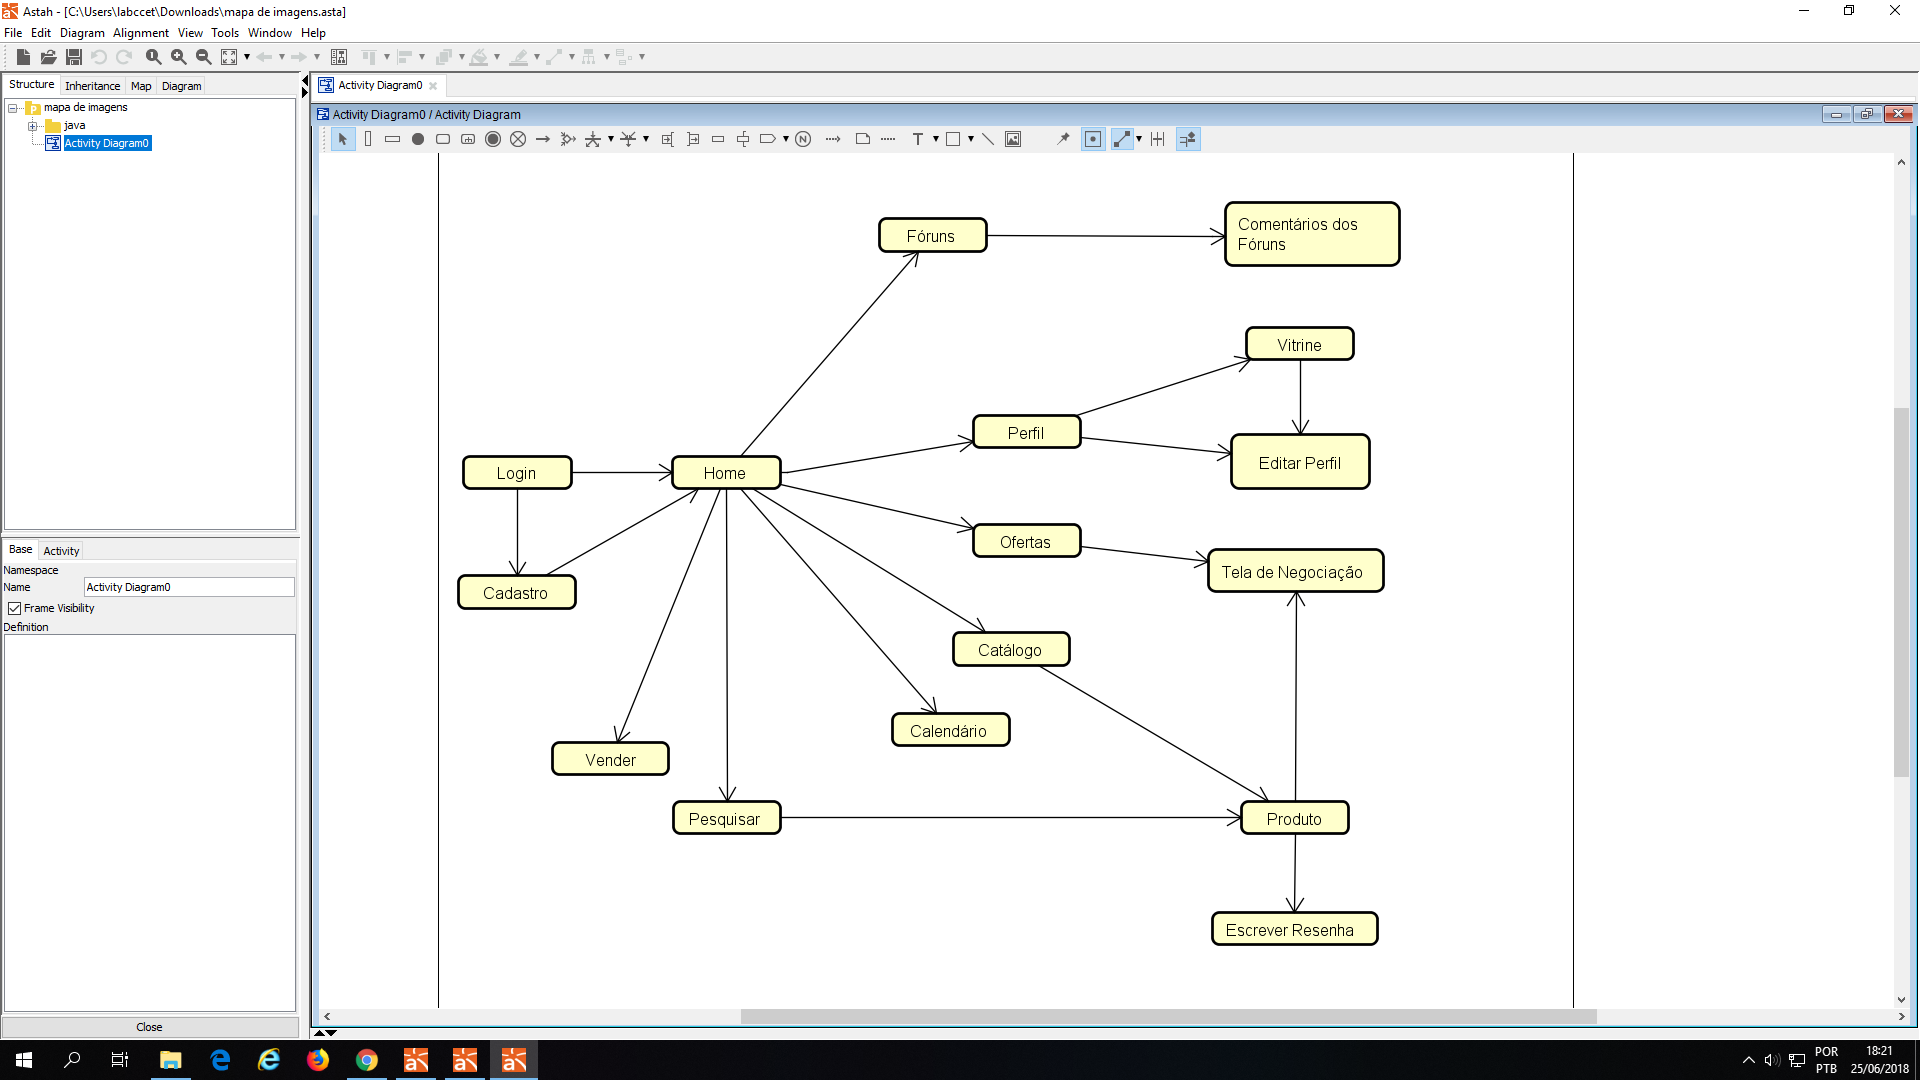 Astah - [C:\Users\labccet\Downloads\mapa de imagens.asta]
File Edit Diagram Alignment View Tools Window Help
Structure Inheritance Map Diagram
mapa de imagens
java
Activity Diagram0
Base Activity
Namespace
Name Activity Diagram0
Frame Visibility
Definition
Close
Activity Diagram0
Activity Diagram0 / Activity Diagram
Fóruns
Comentários dos
Fóruns
Vitrine
Perfil
Editar Perfil
Login
Home
Ofertas
Tela de Negociação
Cadastro
Catálogo
Calendário
Vender
Pesquisar
Produto
Escrever Resenha
POR
PTB
18:21
25/06/2018